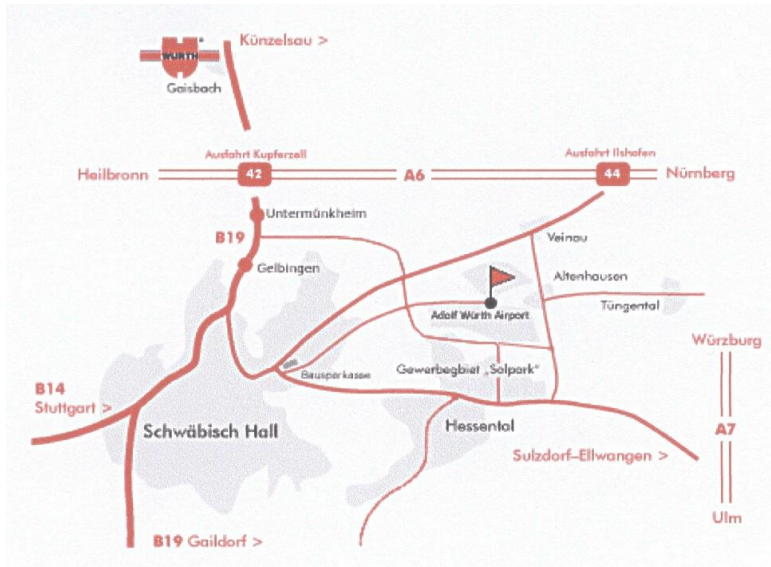 Künzelsau >
WÜRTH
Gaisbach
Ausfahrt Kupferzell
Ausfahrt Ilshofen
Heilbronn
42
A6
44
Nürnberg
Untermünkheim
B19
Veinau
Gelbingen
Altenhausen
Tüngental
Adolf Würth Airport
Würzburg
Bausparkasse
Gewerbegbiet „Solpark"
B14
Stuttgart >
Schwäbisch Hall
Hessental
A7
Sulzdorf–Ellwangen >
Ulm
B19 Gaildorf >